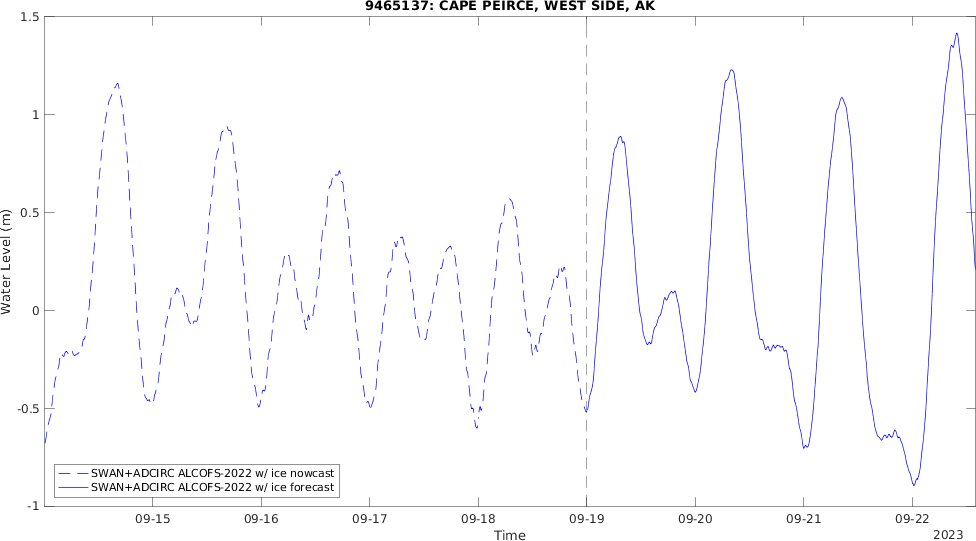 9465137: CAPE PEIRCE, WEST SIDE, AK
1.5
1
0.5
0
-0.5
-1
Water Level (m)
SWAN+ADCIRC ALCOFS-2022 w/ ice nowcast
SWAN+ADCIRC ALCOFS-2022 w/ ice forecast
09-15 09-16 09-17 09-18 09-19 09-20 09-21 09-22
Time
2023